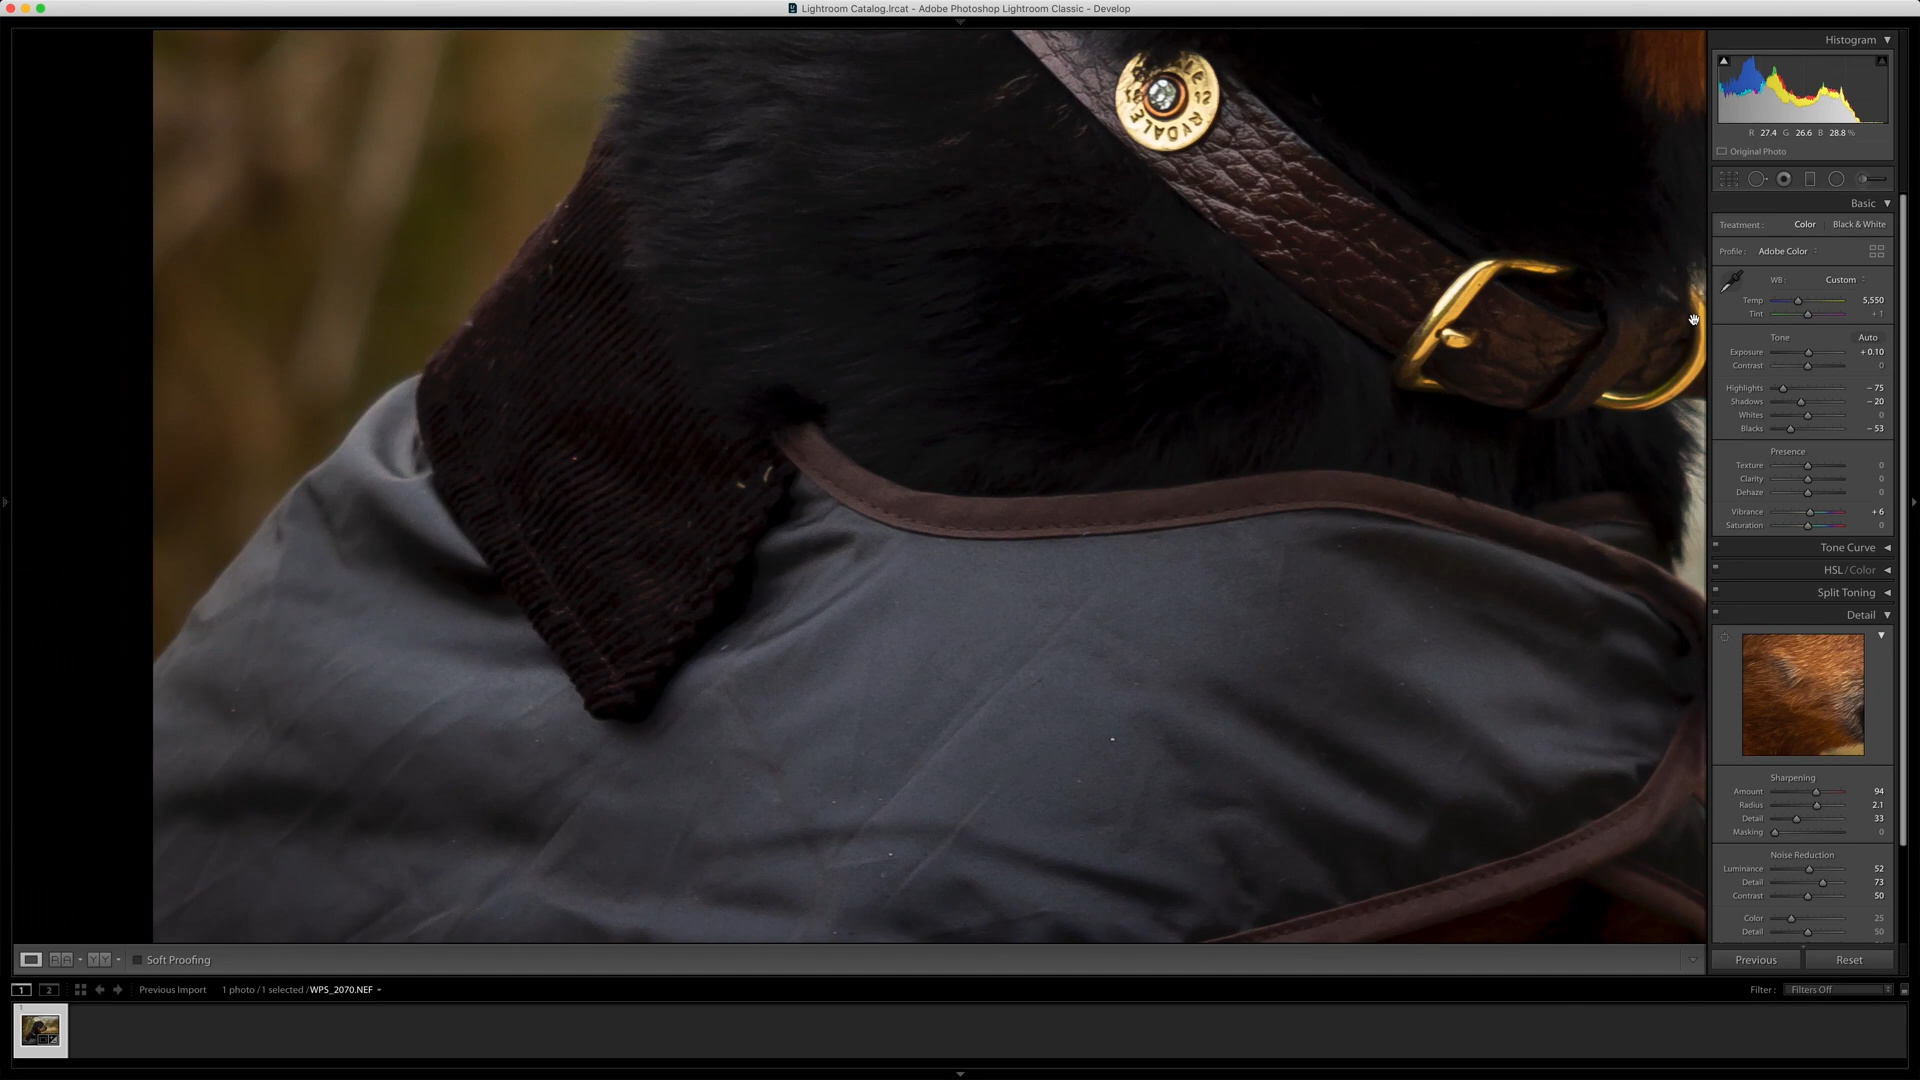 Lightroom Catalog.lrcat - Adobe Photoshop Lightroom Classic - Develop
Histogram
R 27.4 G 26.6 B 28.8 %
Original Photo
Basic
Treatment : Color Black & White
Profile : Adobe Color
WB : Custom
Temp 5,550
Tint + 1
Tone Auto
Exposure + 0.10
Contrast 0
Highlights − 75
Shadows − 20
Whites 0
Blacks − 53
Presence
Texture 0
Clarity 0
Dehaze 0
Vibrance + 6
Saturation 0
Tone Curve
HSL / Color
Split Toning
Detail
Sharpening
Amount 94
Radius 2.1
Detail 33
Masking 0
Noise Reduction
Luminance 52
Detail 73
Contrast 50
Color 25
Detail 50
Previous Reset
12
RYDALE
R A Y Y Soft Proofing
1 2 Previous Import 1 photo / 1 selected / WPS_2070.NEF
Filter : Filters Off
1